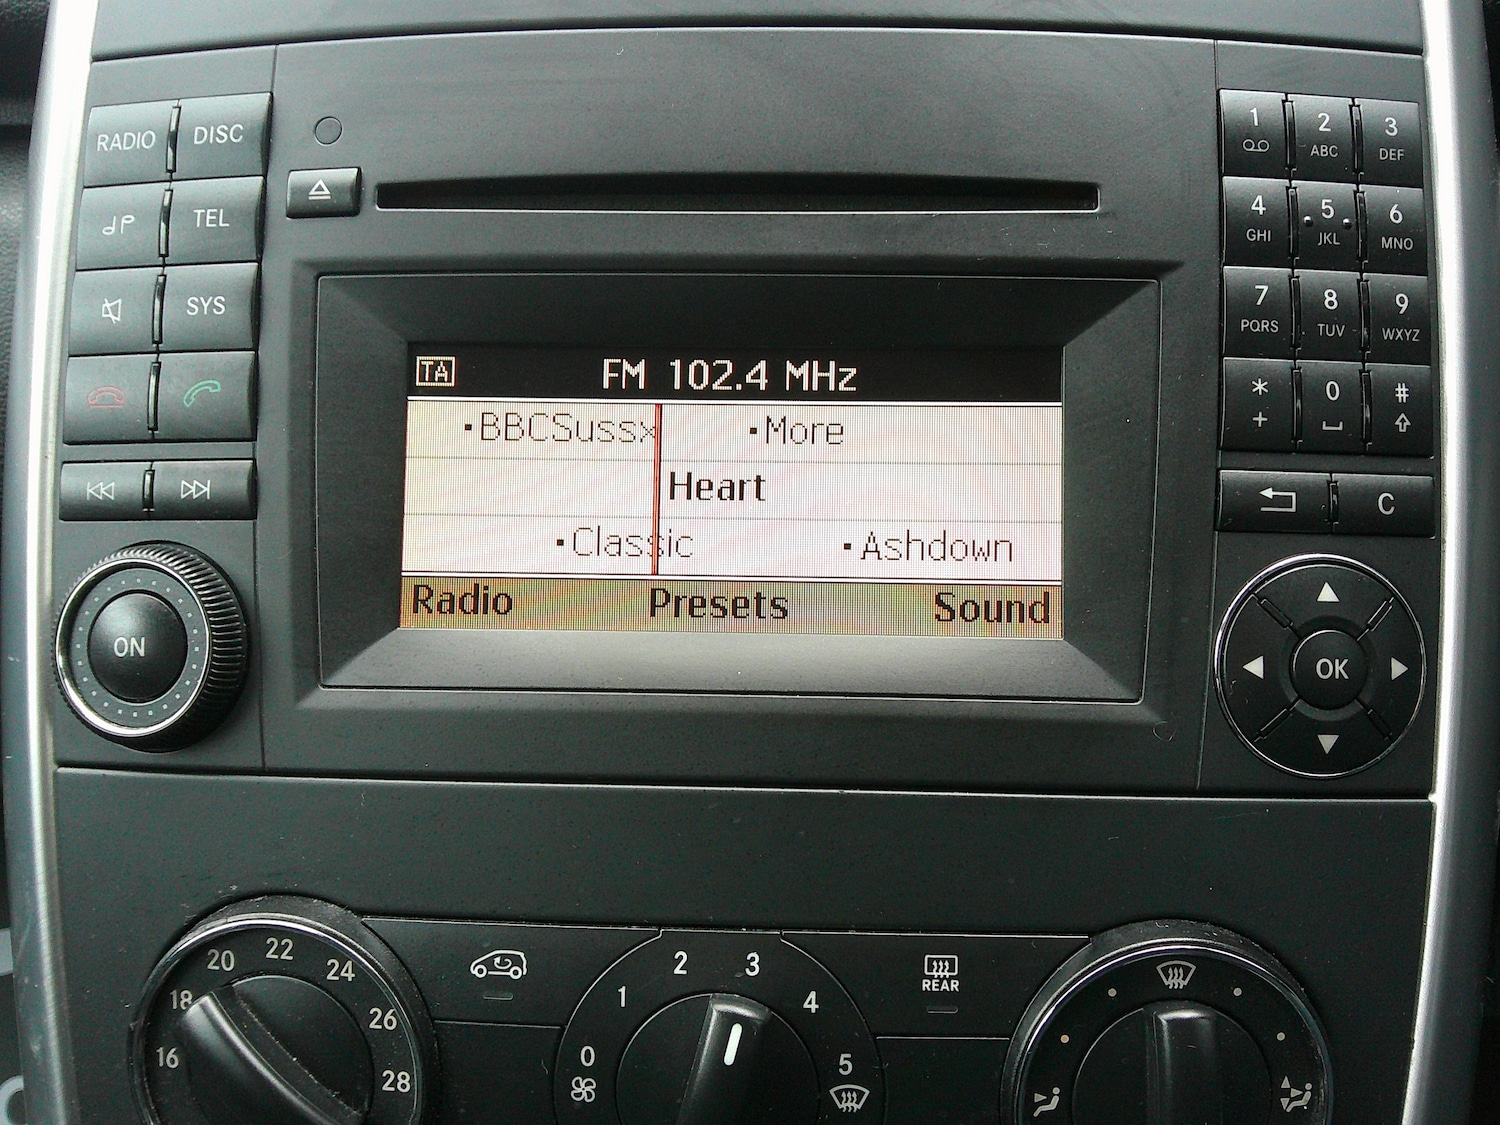 RADIO DISC
TEL
SYS
ON
TA FM 102.4 MHz
BBCSussx More
Heart
Classic Ashdown
Radio Presets Sound
1 2 ABC 3 DEF
4 GHI 5 JKL 6 MNO
7 PQRS 8 TUV 9 WXYZ
* + 0 #
C
OK
16 18 20 22 24 26 28
0 1 2 3 4 5
REAR